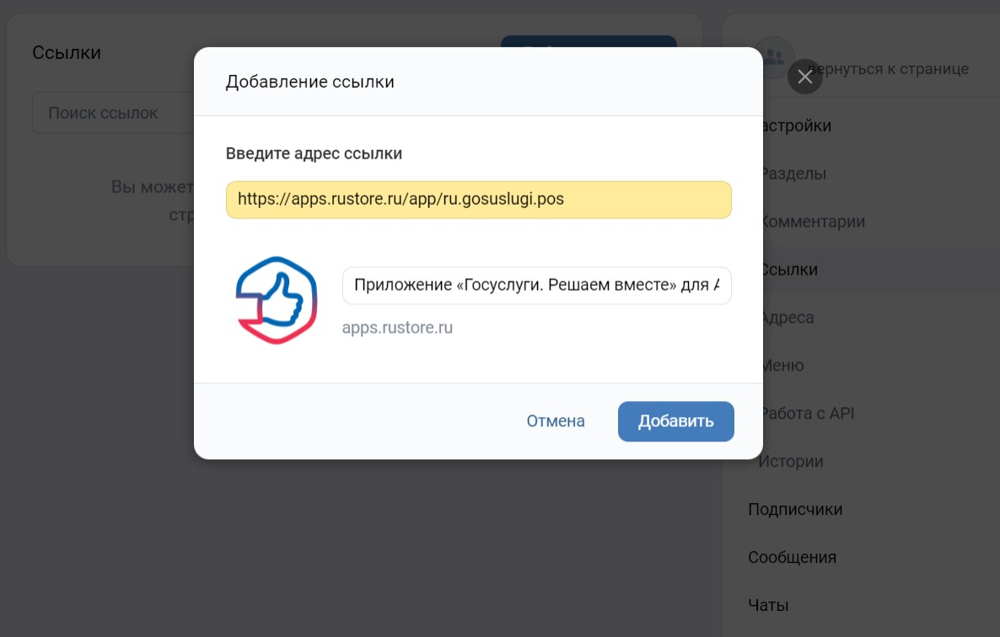 Ссылки
вернуться к странице
Добавление ссылки
Поиск ссылок
астройки
Введите адрес ссылки
Разделы
Вы может
https://apps.rustore.ru/app/ru.gosuslugi.pos
стр
Комментарии
Ссылки
Приложение «Госуслуги. Решаем вместе» для A
Адреса
apps.rustore.ru
Меню
Отмена
Добавить
Работа с API
Истории
Подписчики
Сообщения
Чаты